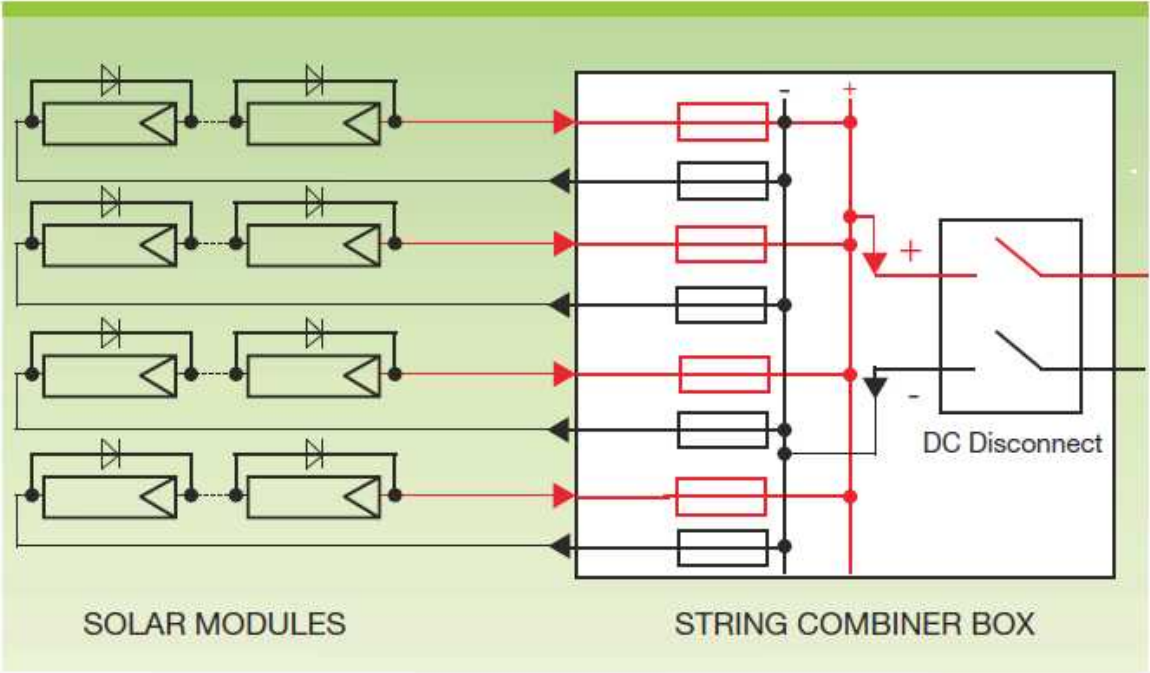 - +
+
-
DC Disconnect
SOLAR MODULES
STRING COMBINER BOX